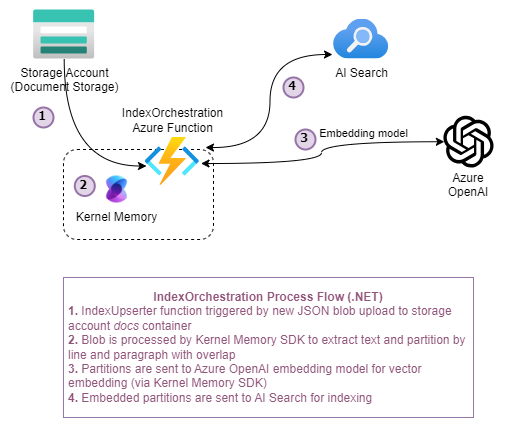 Storage Account
(Document Storage)
AI Search
1
IndexOrchestration
Azure Function
4
3
Embedding model
2
Kernel Memory
Azure
OpenAI
IndexOrchestration Process Flow (.NET)
1. IndexUpserter function triggered by new JSON blob upload to storage
account docs container
2. Blob is processed by Kernel Memory SDK to extract text and partition by
line and paragraph with overlap
3. Partitions are sent to Azure OpenAI embedding model for vector
embedding (via Kernel Memory SDK)
4. Embedded partitions are sent to AI Search for indexing